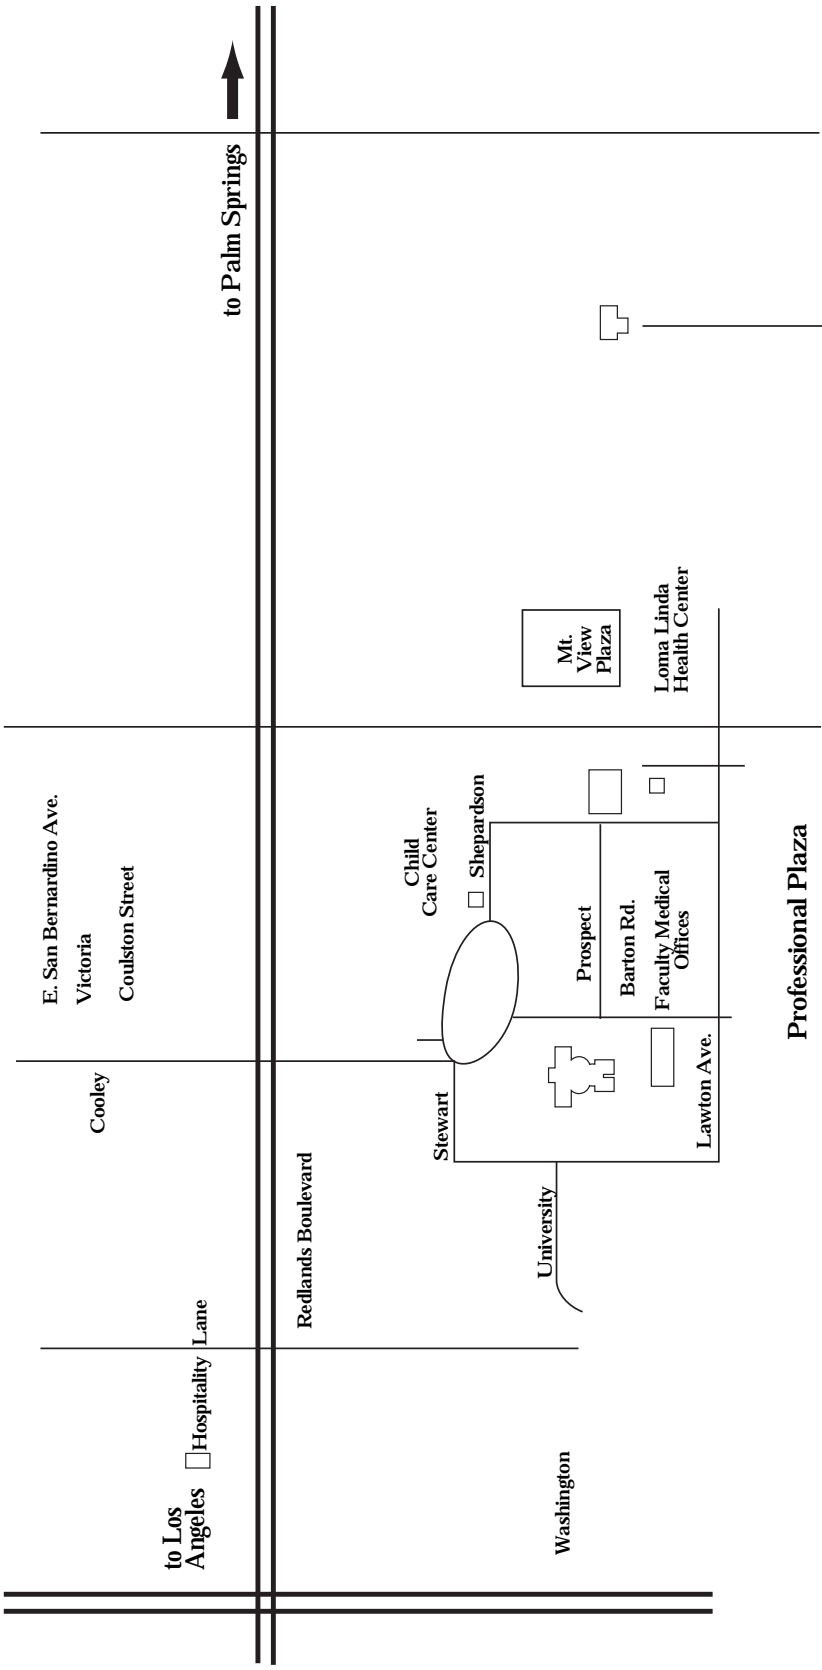 E. San Bernardino Ave.
Victoria
Coulston Street
Cooley
to Los
Angeles
Hospitality Lane
to Palm Springs
Redlands Boulevard
Child
Care Center
Stewart
Shepardson
University
Washington
Mt.
View
Plaza
Prospect
Barton Rd.
Loma Linda
Health Center
Faculty Medical
Offices
Lawton Ave.
Professional Plaza